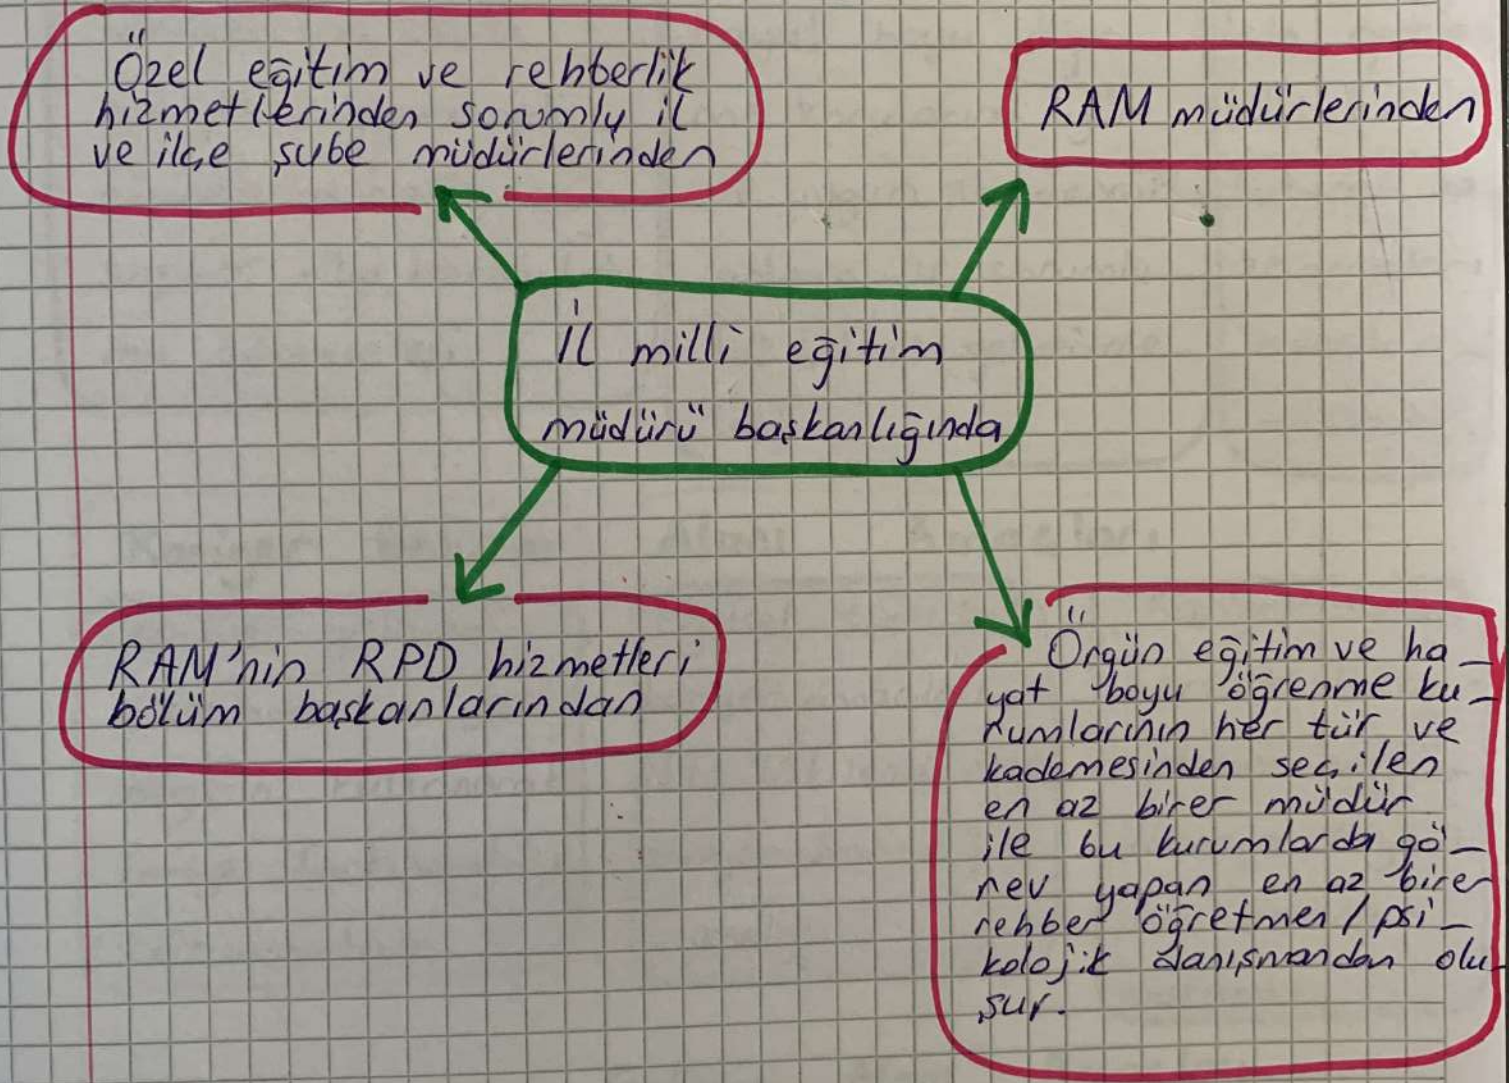 Özel eğitim ve rehberlik
hizmetlerinden sorumlu il
ve ilçe şube müdürlerinden
RAM müdürlerinden
İl milli eğitim
müdürü başkanlığında
RAM'nin RPD hizmetleri
bölüm başkanlarından
Örgün eğitim ve ha-
yat boyu öğrenme ku-
rumlarının her tür ve
kademesinden seçilen
en az birer müdür
ile bu kurumlarda gö-
rev yapan en az birer
rehber öğretmen/psi-
kolojik danışmandan olu-
şur.